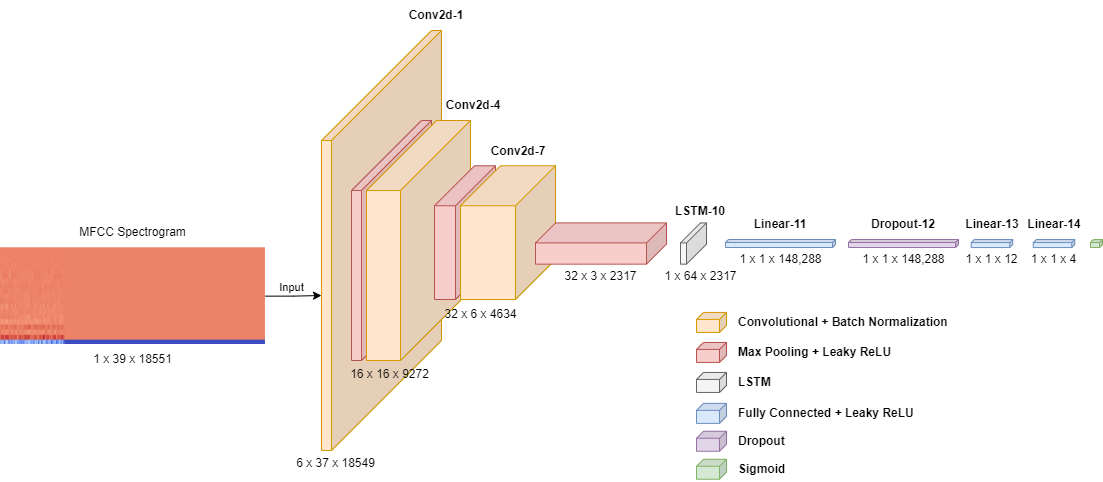 Conv2d-1
Conv2d-4
Conv2d-7
MFCC Spectrogram
Input
1 x 39 x 18551
6 x 37 x 18549
16 x 16 x 9272
32 x 6 x 4634
32 x 3 x 2317
LSTM-10
1 x 64 x 2317
Linear-11
1 x 1 x 148,288
Dropout-12
1 x 1 x 148,288
Linear-13
1 x 1 x 12
Linear-14
1 x 1 x 4
Convolutional + Batch Normalization
Max Pooling + Leaky ReLU
LSTM
Fully Connected + Leaky ReLU
Dropout
Sigmoid